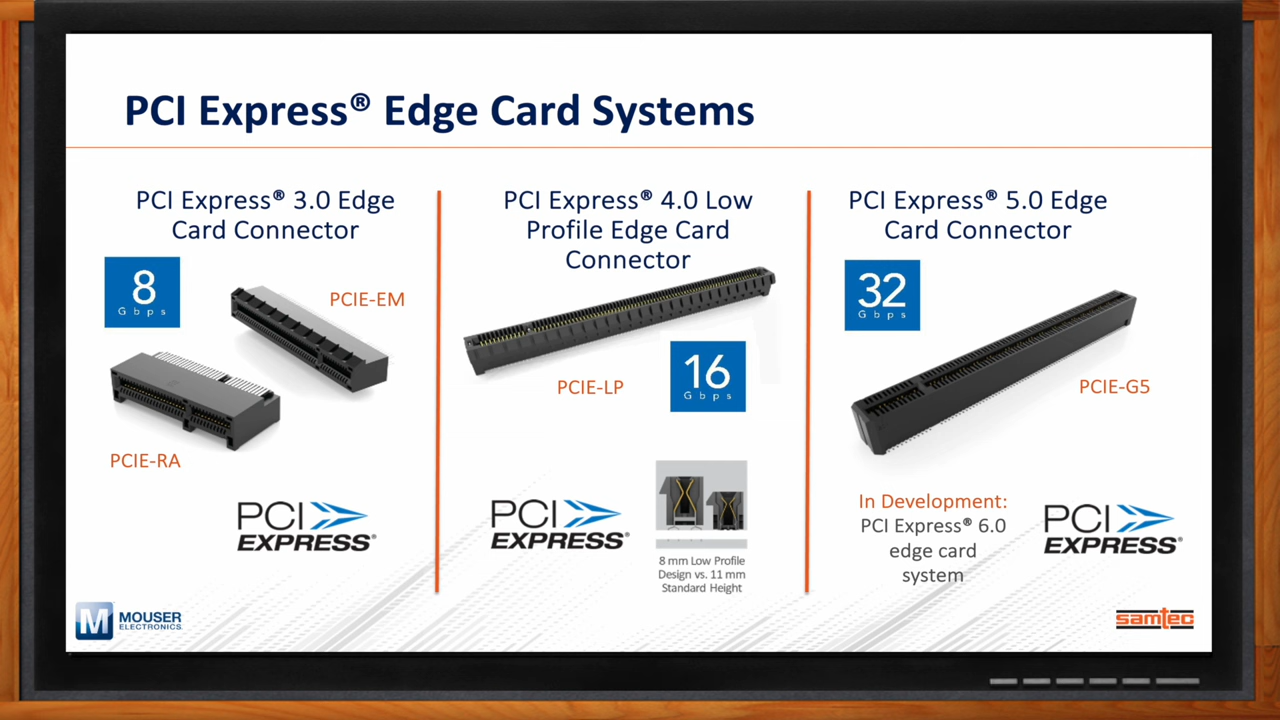 PCI Express® Edge Card Systems
PCI Express® 3.0 Edge
Card Connector
8
Gbps
PCIE-EM
PCIE-RA
PCI
EXPRESS®
PCI Express® 4.0 Low
Profile Edge Card
Connector
PCIE-LP
16
Gbps
PCI
EXPRESS®
8 mm Low Profile
Design vs. 11 mm
Standard Height
PCI Express® 5.0 Edge
Card Connector
32
Gbps
PCIE-G5
In Development:
PCI Express® 6.0
edge card
system
PCI
EXPRESS®
M
MOUSER
ELECTRONICS
samtec